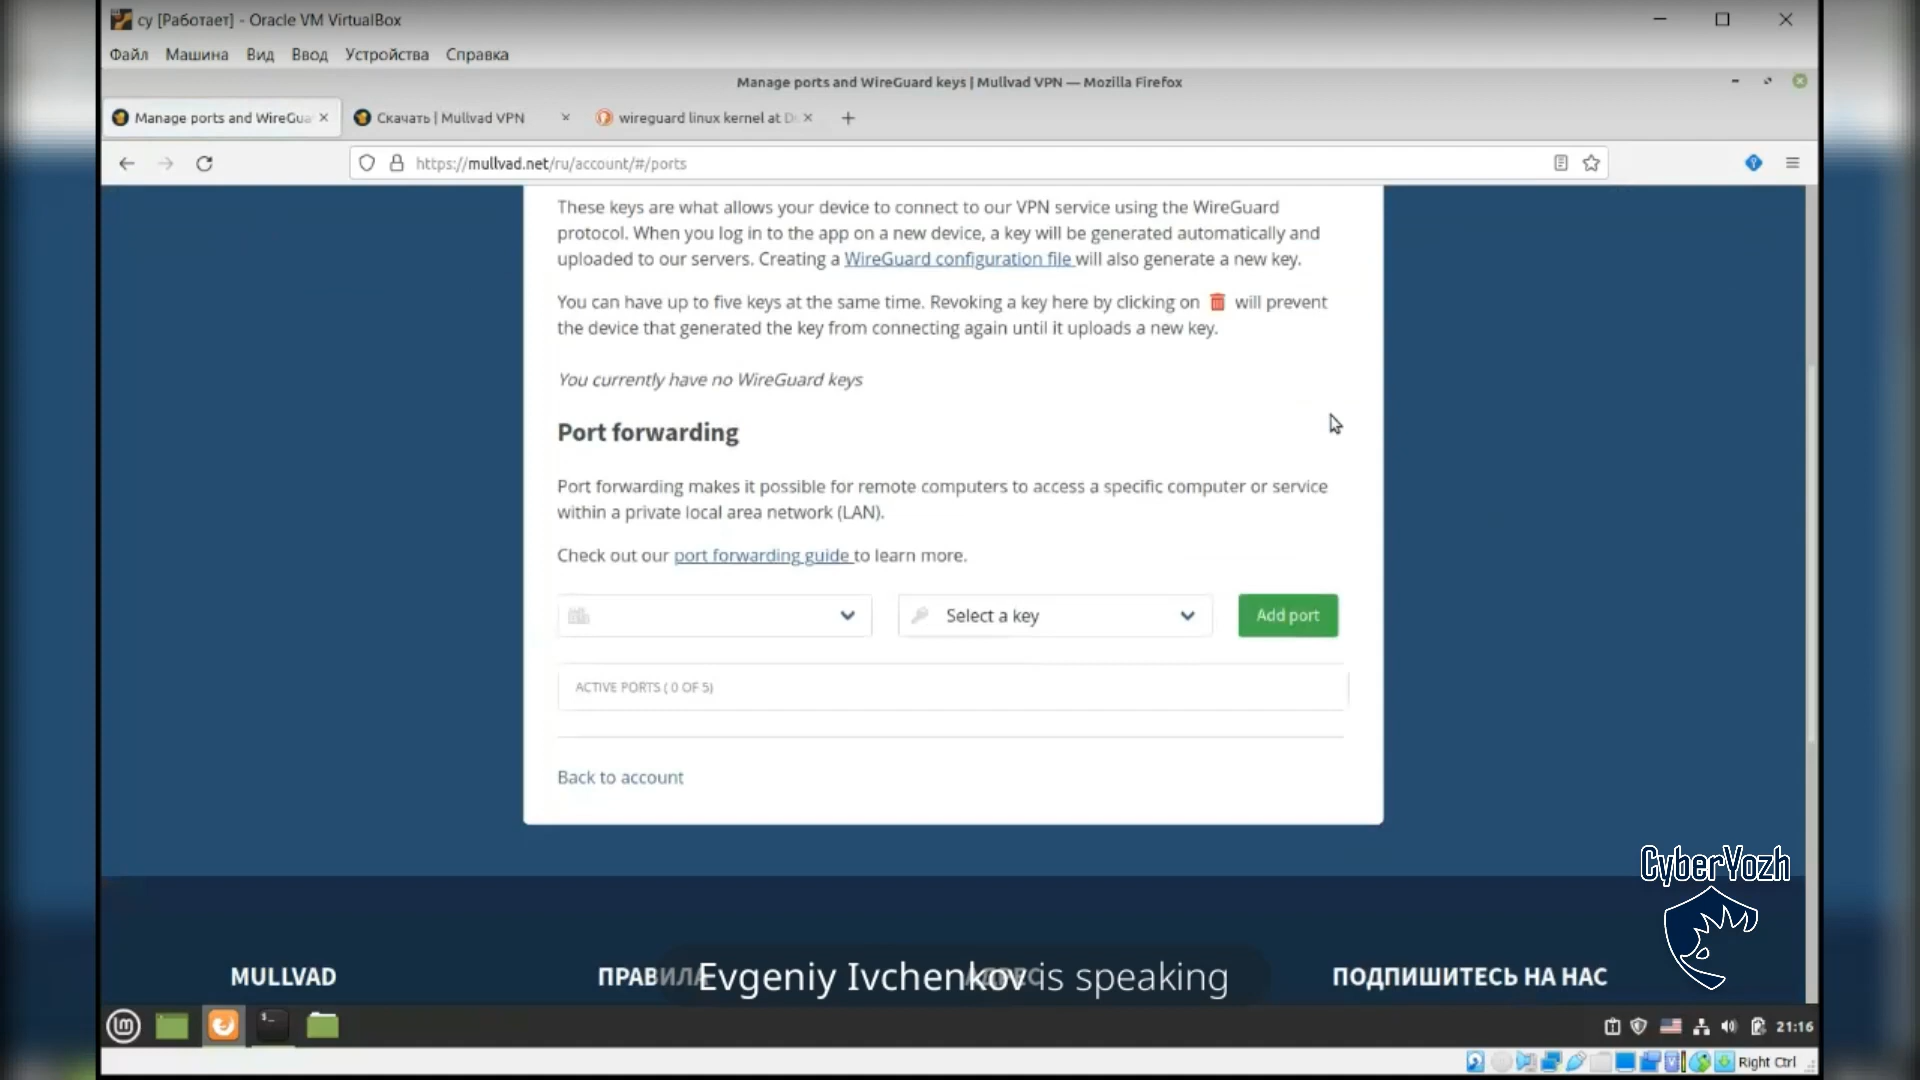 су [Работает] - Oracle VM VirtualBox
Файл Машина Вид Ввод Устройства Справка
Manage ports and WireGuard keys | Mullvad VPN — Mozilla Firefox
Manage ports and WireGua
Скачать | Mullvad VPN
wireguard linux kernel at D
https://mullvad.net/ru/account/#/ports
These keys are what allows your device to connect to our VPN service using the WireGuard
protocol. When you log in to the app on a new device, a key will be generated automatically and
uploaded to our servers. Creating a WireGuard configuration file will also generate a new key.
You can have up to five keys at the same time. Revoking a key here by clicking on will prevent
the device that generated the key from connecting again until it uploads a new key.
You currently have no WireGuard keys
Port forwarding
Port forwarding makes it possible for remote computers to access a specific computer or service
within a private local area network (LAN).
Check out our port forwarding guide to learn more.
Select a key
Add port
ACTIVE PORTS ( 0 OF 5)
Back to account
CyberYozh
MULLVAD
ПРАВИЛА
АДРЕС
ПОДПИШИТЕСЬ НА НАС
Evgeniy Ivchenkov is speaking
21:16
Right Ctrl